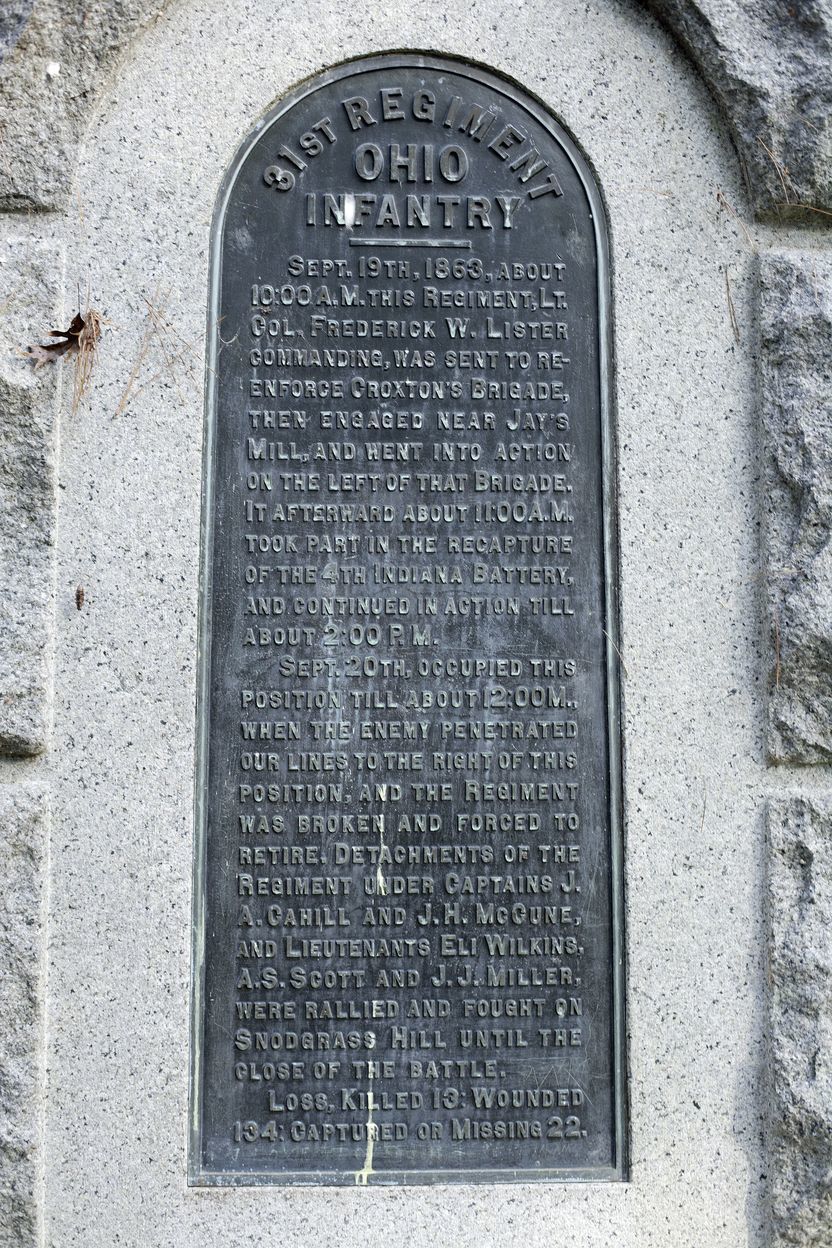 31ST REGIMENT
OHIO
INFANTRY
SEPT. 19TH, 1863, ABOUT
10:00 A.M. THIS REGIMENT, LT.
COL. FREDERICK W. LISTER
COMMANDING, WAS SENT TO RE-
ENFORCE CROXTON'S BRIGADE,
THEN ENGAGED NEAR JAY'S
MILL, AND WENT INTO ACTION
ON THE LEFT OF THAT BRIGADE.
IT AFTERWARD ABOUT 11:00 A.M.
TOOK PART IN THE RECAPTURE
OF THE 4TH INDIANA BATTERY,
AND CONTINUED IN ACTION TILL
ABOUT 2:00 P.M.
SEPT. 20TH, OCCUPIED THIS
POSITION TILL ABOUT 12:00 M.,
WHEN THE ENEMY PENETRATED
OUR LINES TO THE RIGHT OF THIS
POSITION, AND THE REGIMENT
WAS BROKEN AND FORCED TO
RETIRE. DETACHMENTS OF THE
REGIMENT UNDER CAPTAINS J.
A. CAHILL AND J. H. MCCUNE,
AND LIEUTENANTS ELI WILKINS,
A. S. SCOTT AND J. J. MILLER,
WERE RALLIED AND FOUGHT ON
SNODGRASS HILL UNTIL THE
CLOSE OF THE BATTLE.
LOSS, KILLED 13: WOUNDED
134: CAPTURED OR MISSING 22.